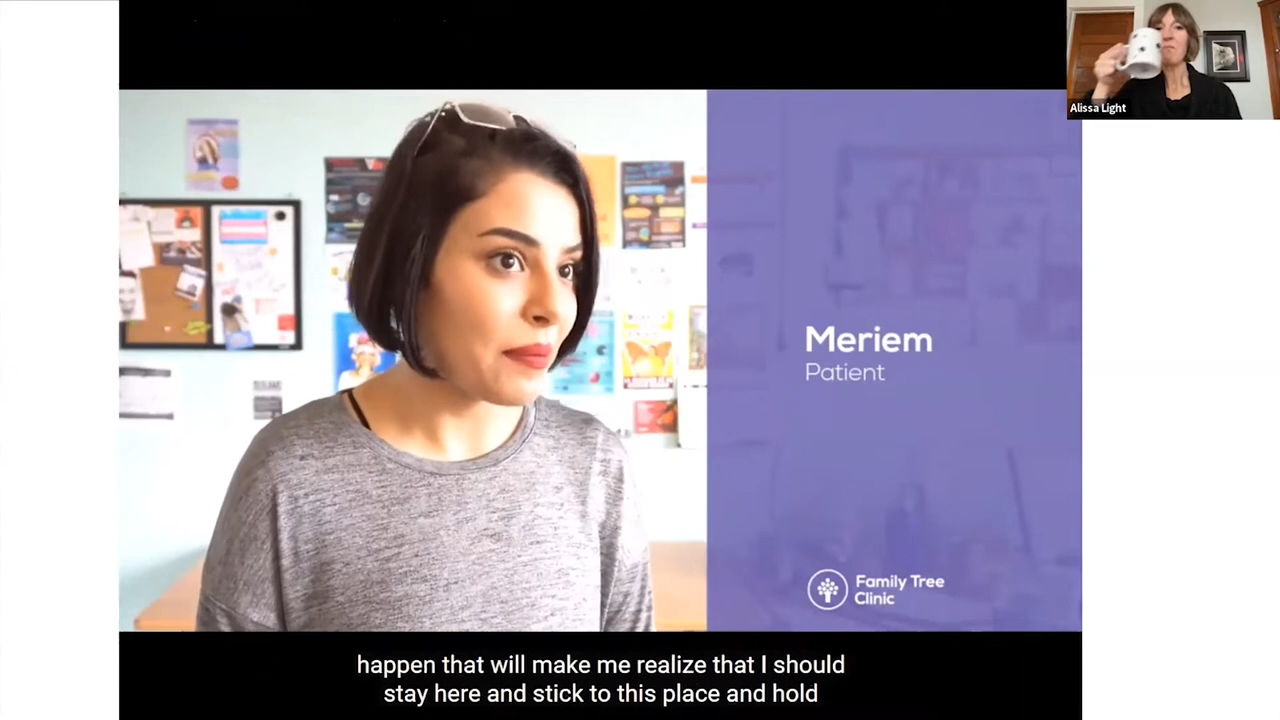 Alissa Light
Meriem
Patient
Family Tree
Clinic
happen that will make me realize that I should
stay here and stick to this place and hold